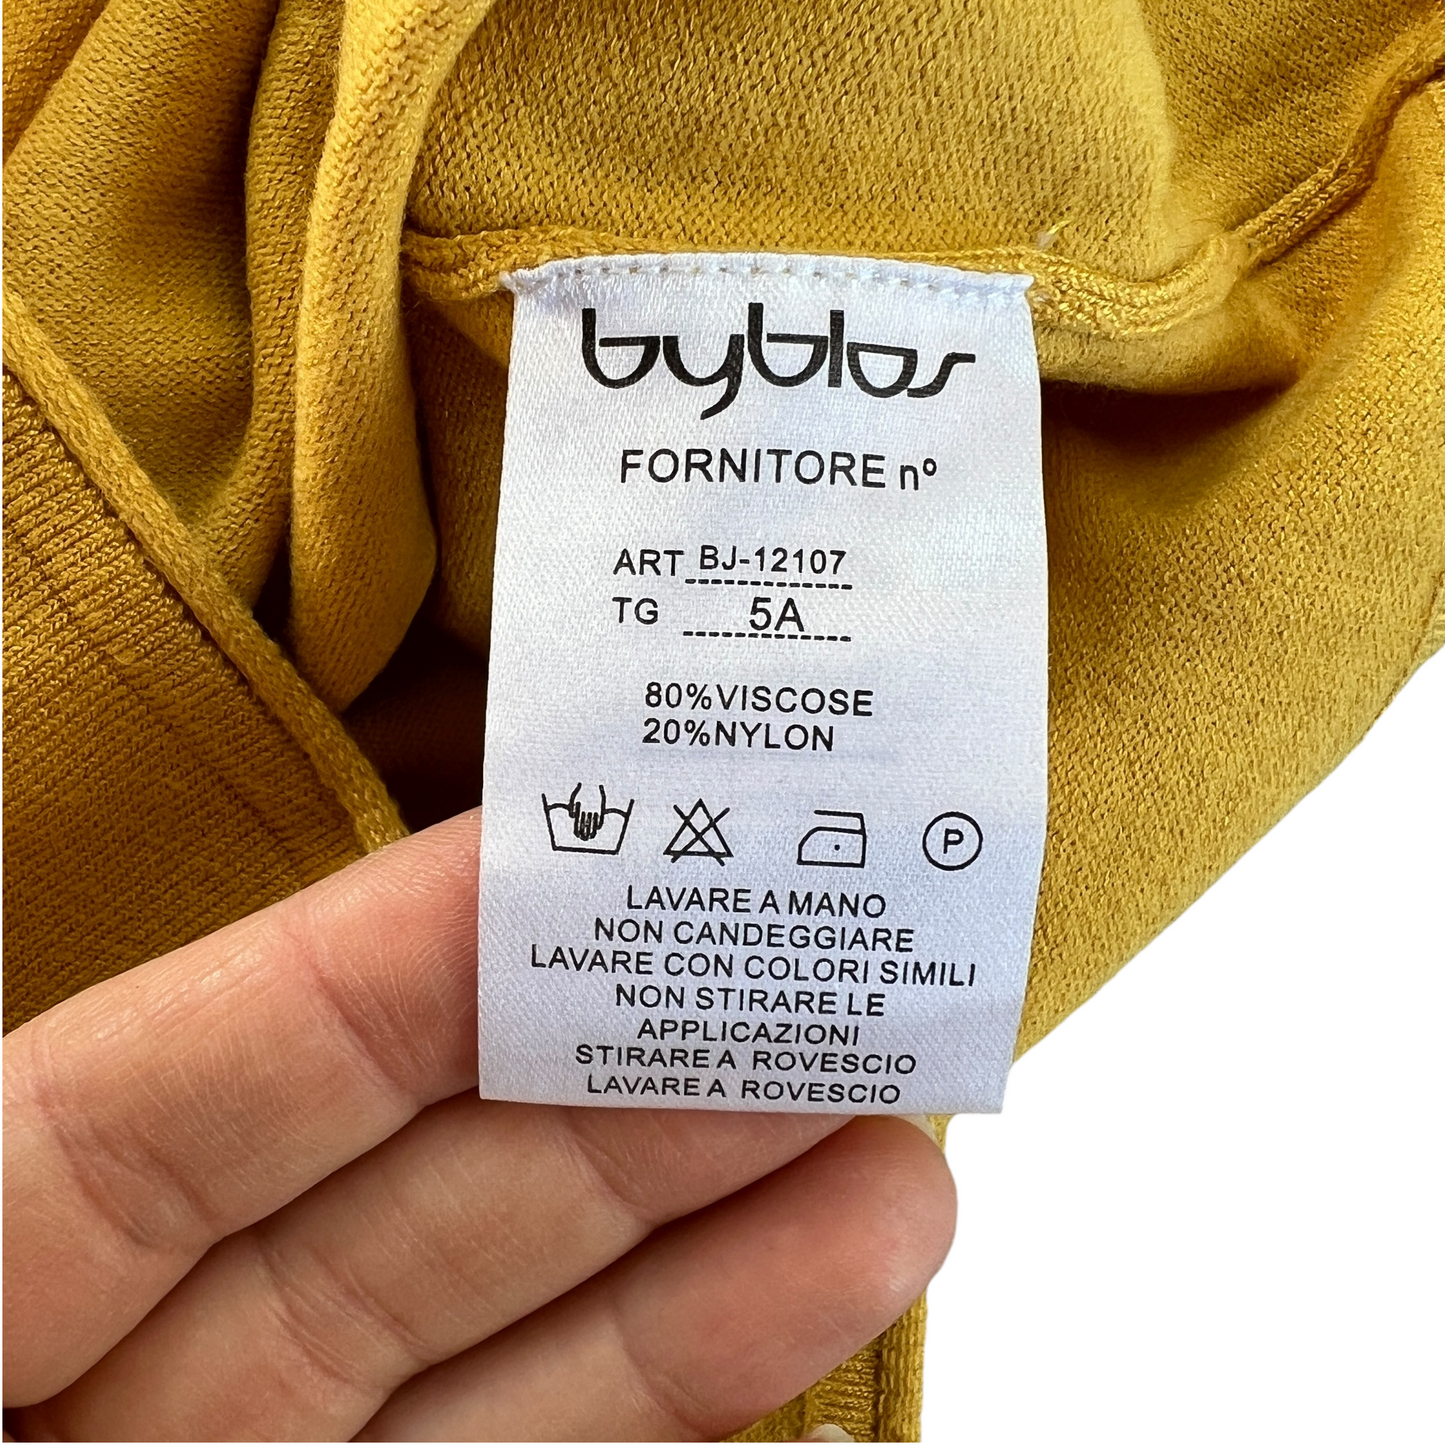 byblos
FORNITORE nº
ART BJ-12107
TG 5A
80%VISCOSE
20%NYLON
P
LAVARE A MANO
NON CANDEGGIARE
LAVARE CON COLORI SIMILI
NON STIRARE LE
APPLICAZIONI
STIRARE A ROVESCIO
LAVARE A ROVESCIO